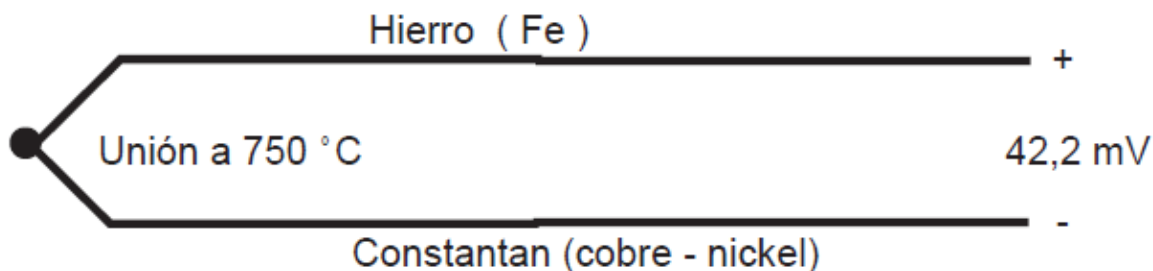 Hierro ( Fe )
+
Unión a 750 °C
42,2 mV
-
Constantan (cobre - nickel)